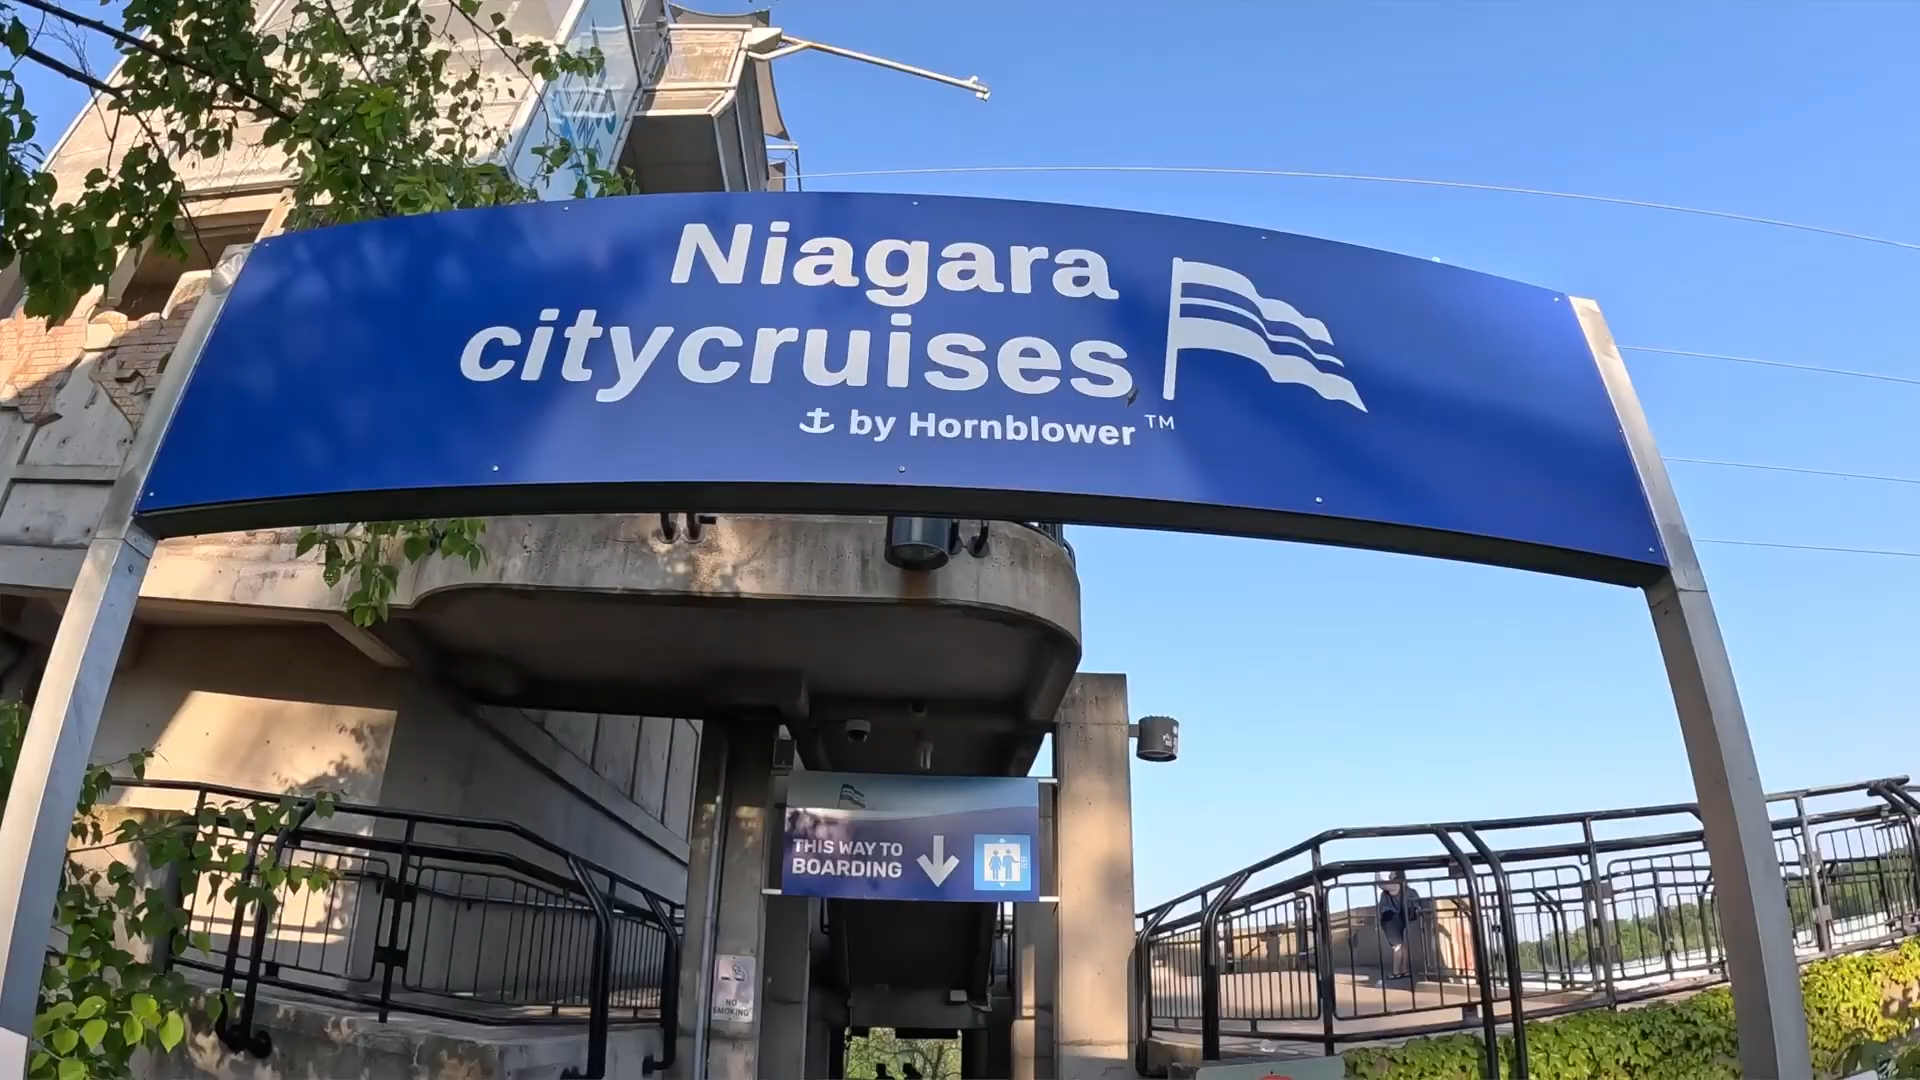 Niagara
citycruises
by Hornblower™
THIS WAY TO
BOARDING
NO
SMOKING